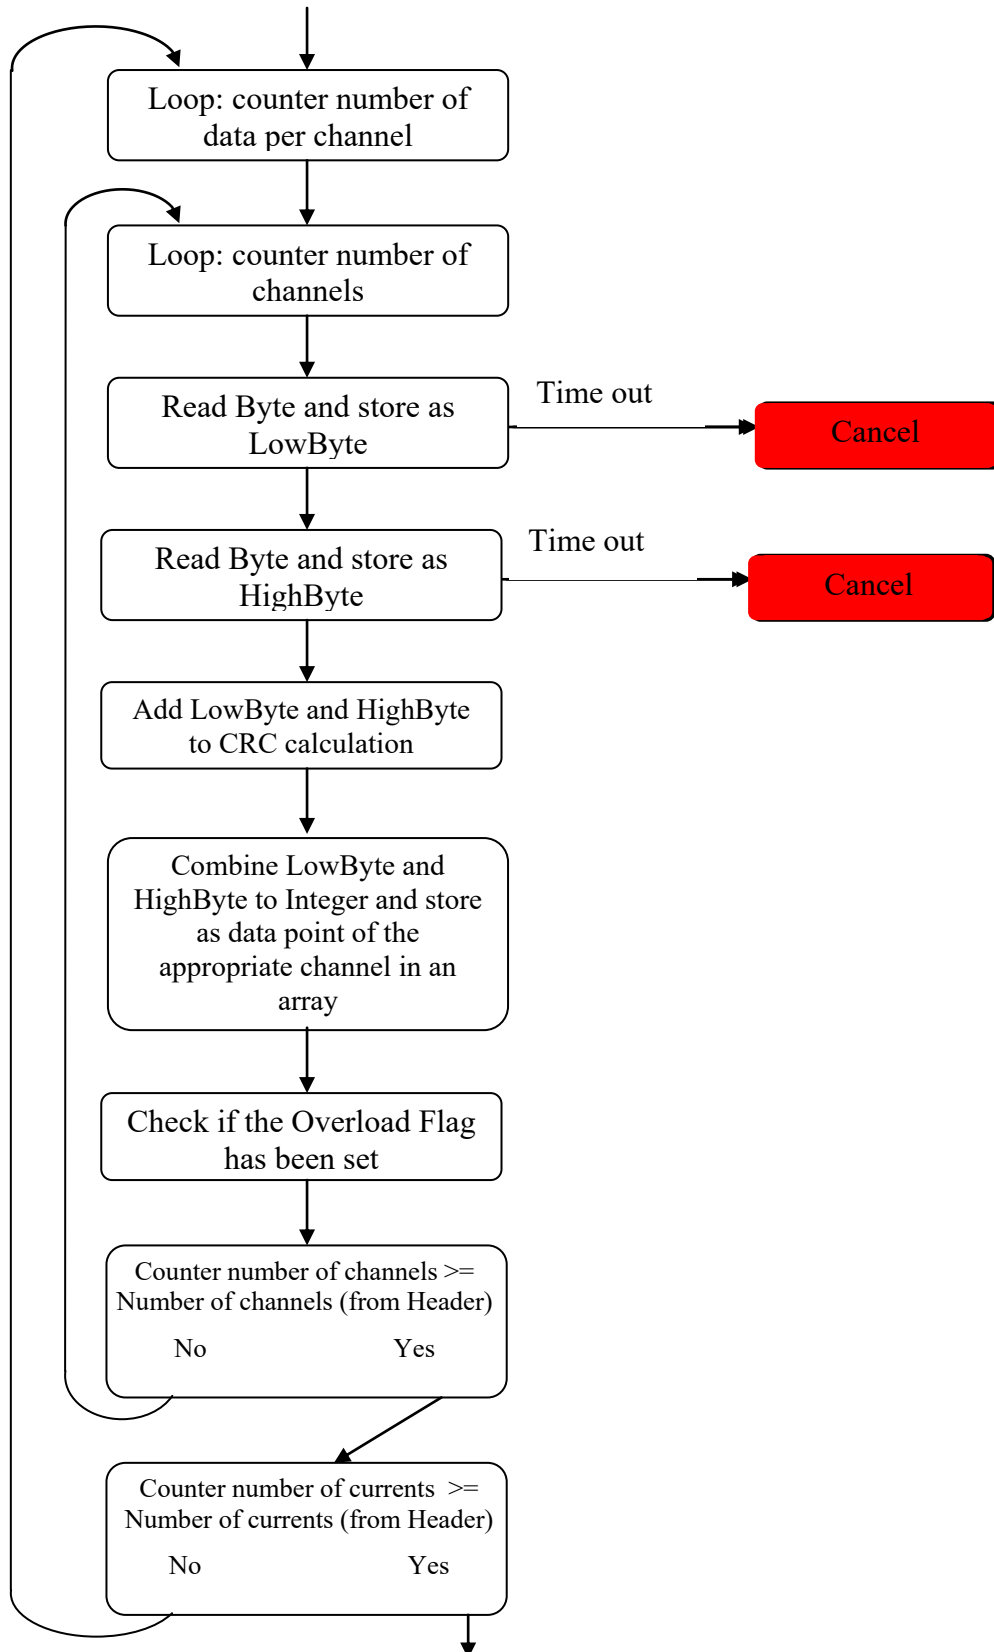 Loop: counter number of
data per channel
Loop: counter number of
channels
Read Byte and store as
LowByte
Time out
Cancel
Read Byte and store as
HighByte
Time out
Cancel
Add LowByte and HighByte
to CRC calculation
Combine LowByte and
HighByte to Integer and store
as data point of the
appropriate channel in an
array
Check if the Overload Flag
has been set
Counter number of channels >=
Number of channels (from Header)
No Yes
Counter number of currents >=
Number of currents (from Header)
No Yes